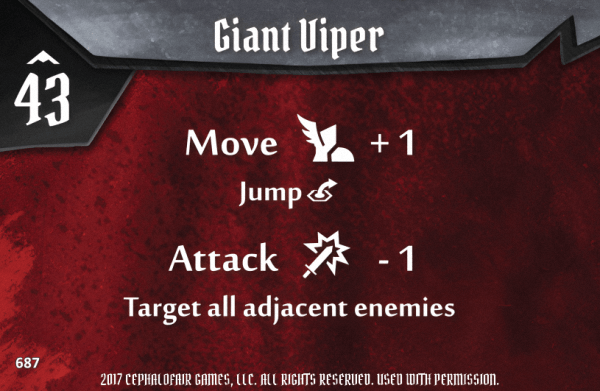 Giant Viper
43
Move + 1
Jump
Attack - 1
Target all adjacent enemies
687
2017 CEPHALOFAIR GAMES, LLC. ALL RIGHTS RESERVED. USED WITH PERMISSION.